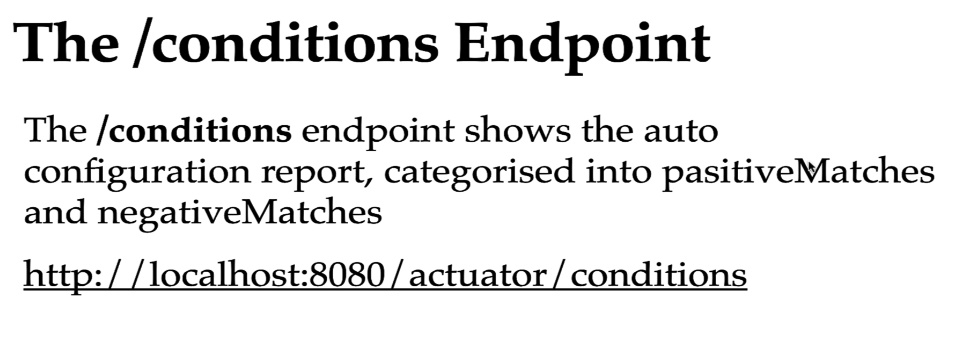 The /conditions Endpoint
The /conditions endpoint shows the auto
configuration report, categorised into pasitiveMatches
and negativeMatches
http://localhost:8080/actuator/conditions